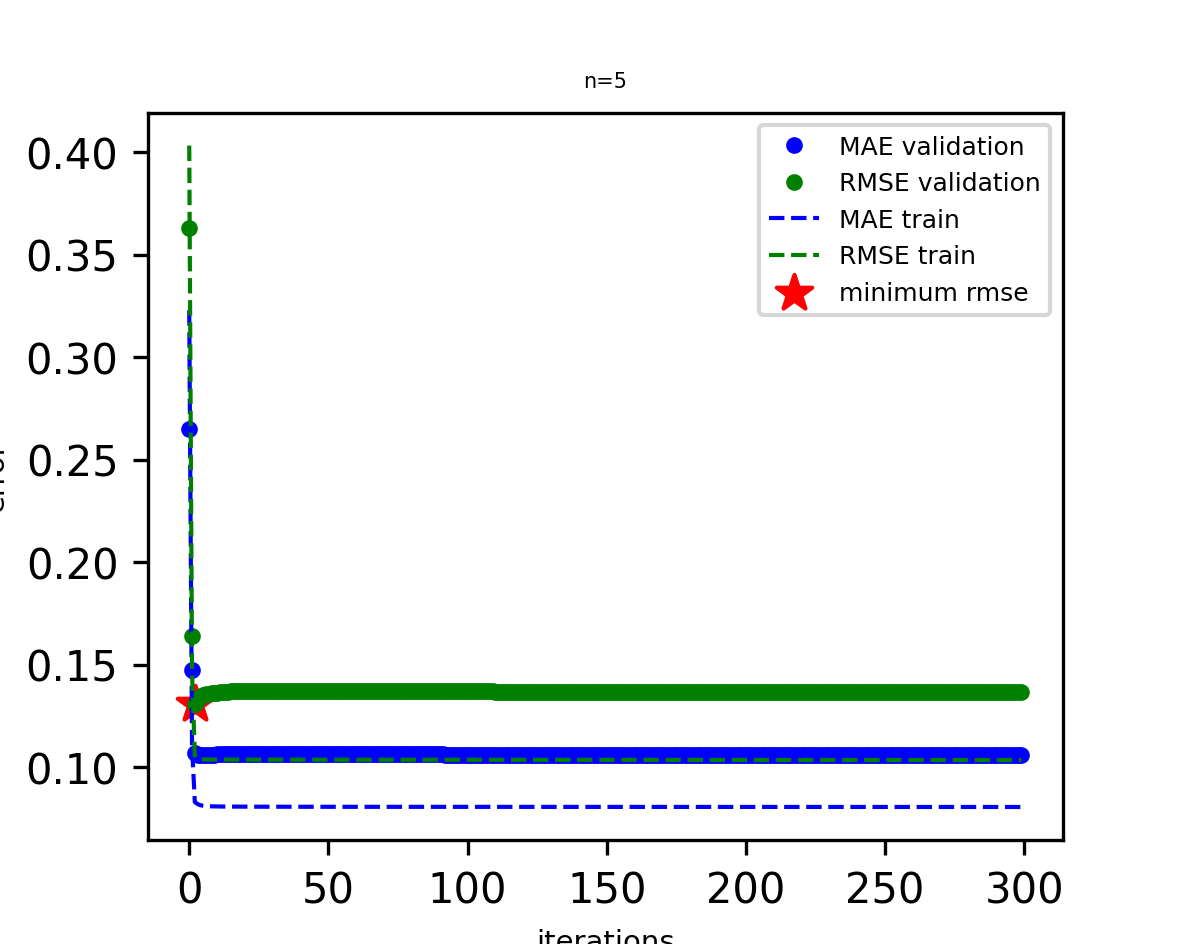 n=5
0.40
0.35
0.30
0.25
0.20
0.15
0.10
MAE validation
RMSE validation
MAE train
RMSE train
minimum rmse
0 50 100 150 200 250 300
iterations